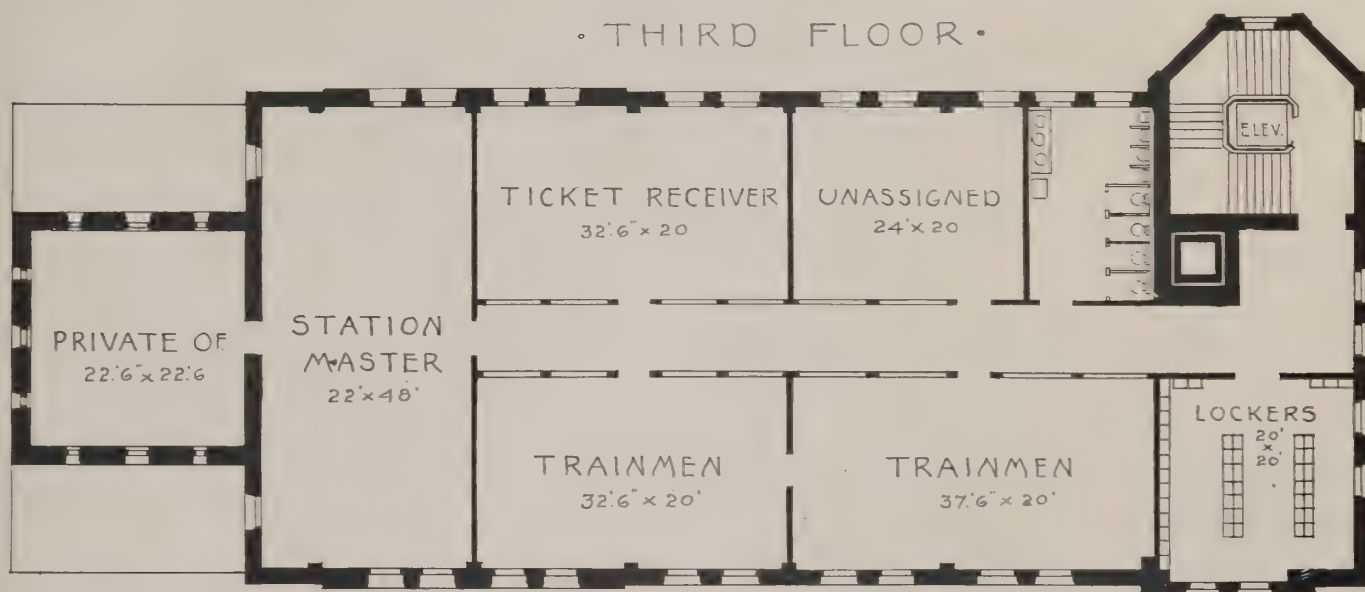 · THIRD FLOOR ·
ELEV.
TICKET RECEIVER
32'.6" x 20
UNASSIGNED
24' x 20
PRIVATE OF.
22'.6" x 22'.6
STATION
MASTER
22' x 48'
LOCKERS
20'
x
20'
TRAINMEN
32'.6" x 20'
TRAINMEN
37'.6" x 20'